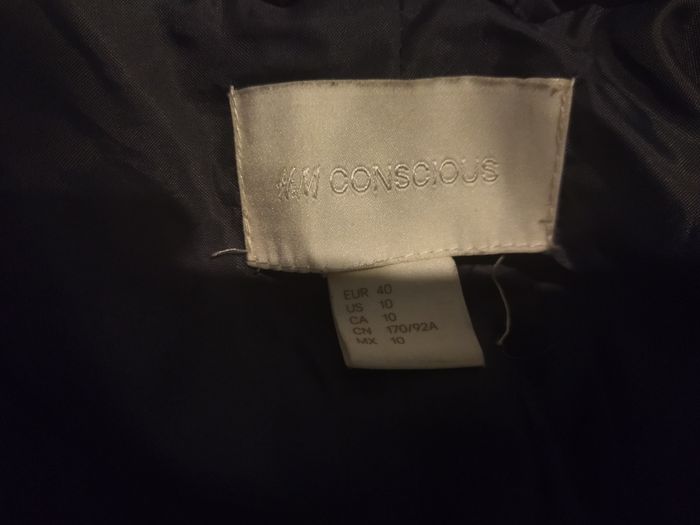 H&M CONSCIOUS
EUR 40
US 10
CA 10
CN 170/92A
MX 10